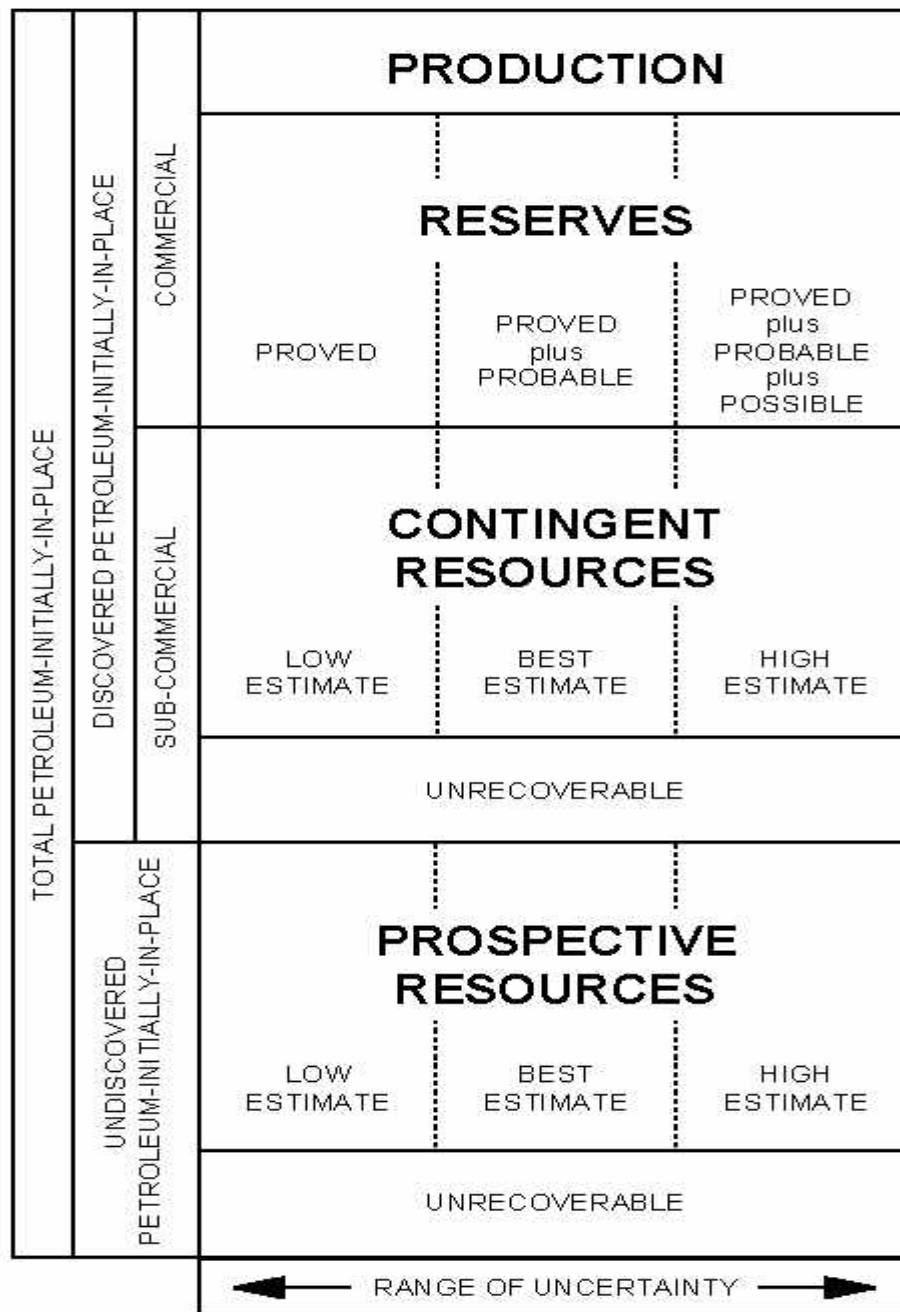 TOTAL PETROLEUM-INITIALLY-IN-PLACE
DISCOVERED PETROLEUM-INITIALLY-IN-PLACE
COMMERCIAL
PRODUCTION
RESERVES
PROVED
PROVED
plus
PROBABLE
PROVED
plus
PROBABLE
plus
POSSIBLE
SUB-COMMERCIAL
CONTINGENT
RESOURCES
LOW
ESTIMATE
BEST
ESTIMATE
HIGH
ESTIMATE
UNRECOVERABLE
UNDISCOVERED
PETROLEUM-INITIALLY-IN-PLACE
PROSPECTIVE
RESOURCES
LOW
ESTIMATE
BEST
ESTIMATE
HIGH
ESTIMATE
UNRECOVERABLE
RANGE OF UNCERTAINTY